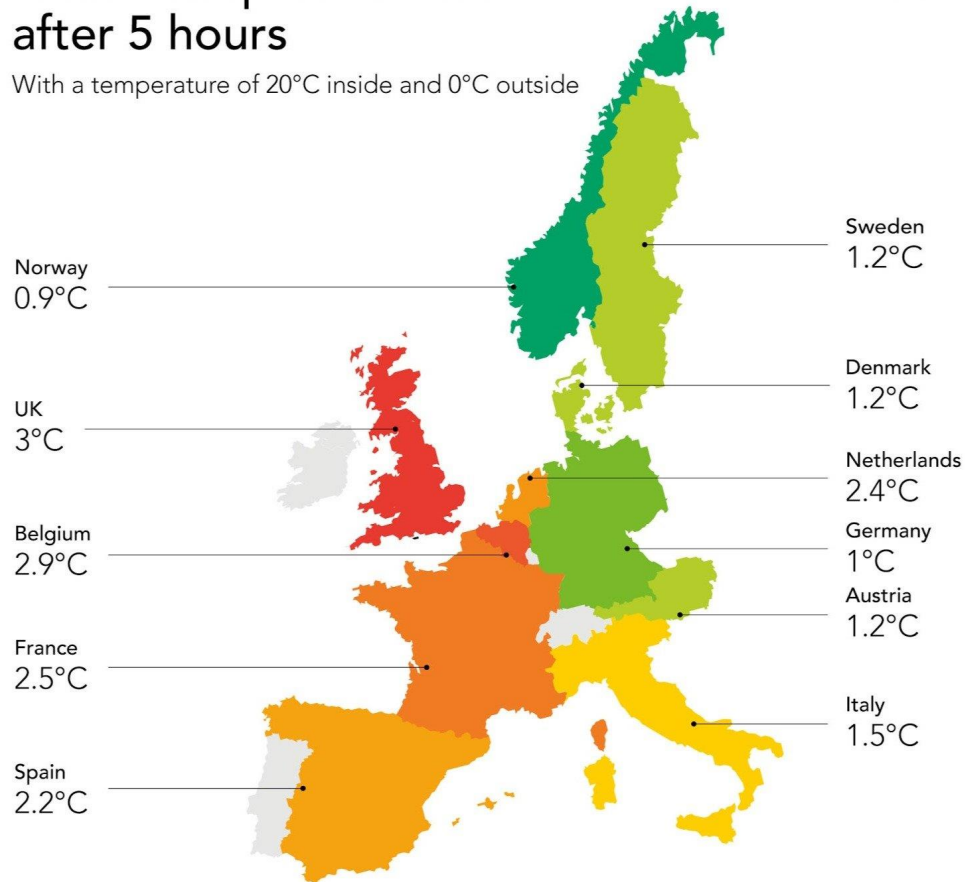 after 5 hours
With a temperature of 20°C inside and 0°C outside
Sweden
1.2°C
Norway
0.9°C
Denmark
1.2°C
UK
3°C
Netherlands
2.4°C
Belgium
2.9°C
Germany
1°C
Austria
1.2°C
France
2.5°C
Italy
1.5°C
Spain
2.2°C